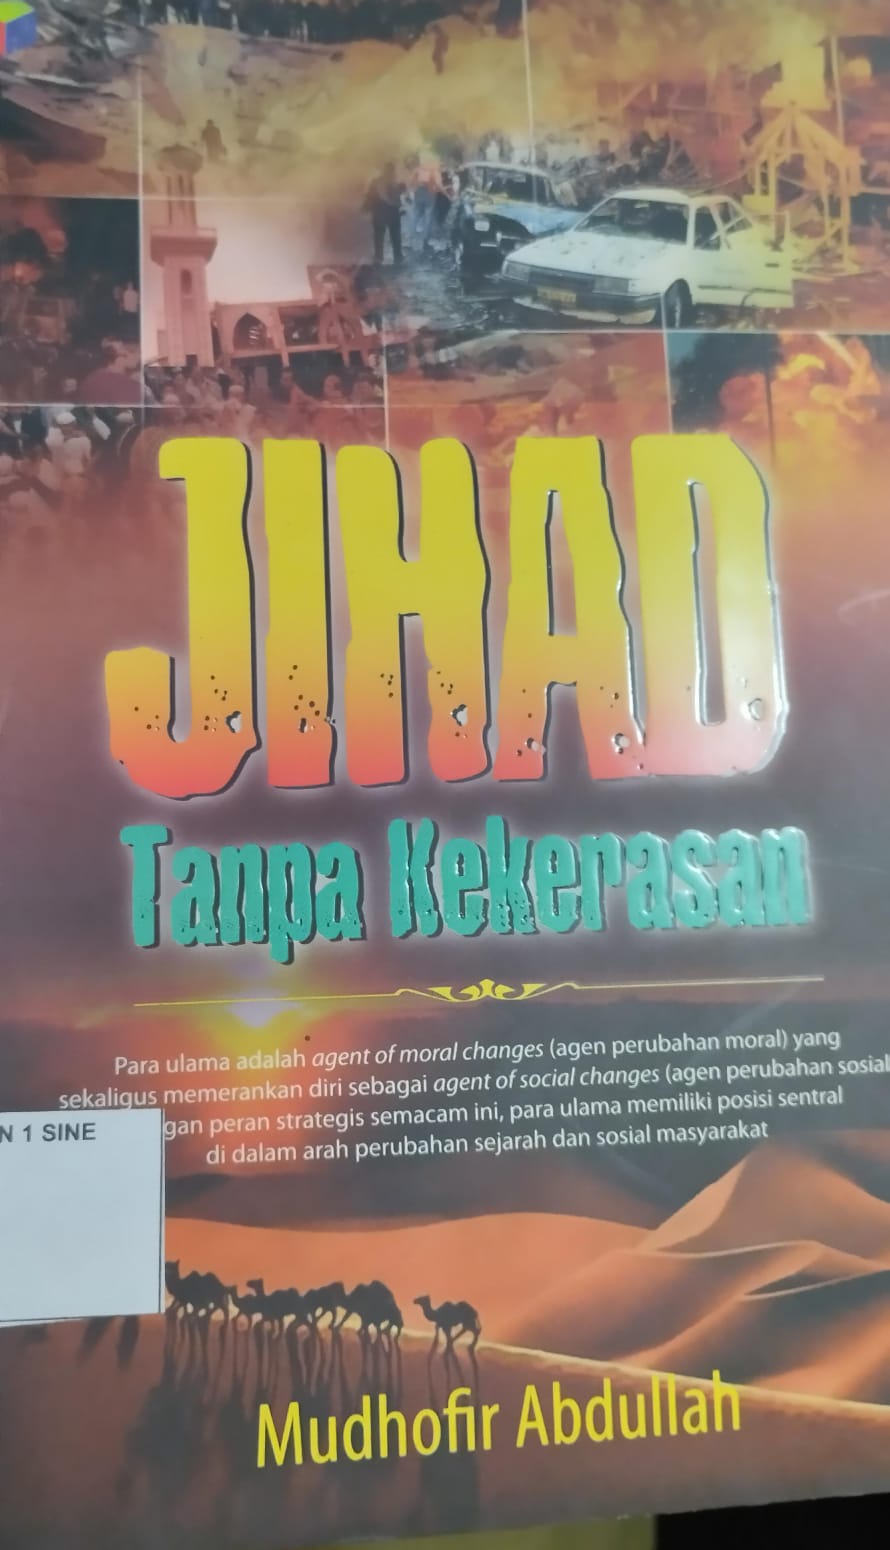 JIHAD
Tanpa Kekerasan
Para ulama adalah agent of moral changes (agen perubahan moral) yang
sekaligus memerankan diri sebagai agent of social changes (agen perubahan sosial
gan peran strategis semacam ini, para ulama memiliki posisi sentral
di dalam arah perubahan sejarah dan sosial masyarakat
N 1 SINE
Mudhofir Abdullah